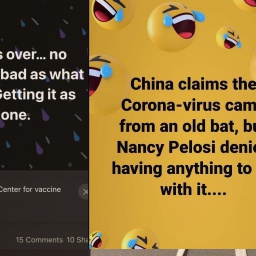 s over... no
bad as what
Getting it as
one.
Center for vaccine
15 Comments 10 Sha
China claims the
Corona-virus cam
from an old bat, bu
Nancy Pelosi denie
having anything to
with it....